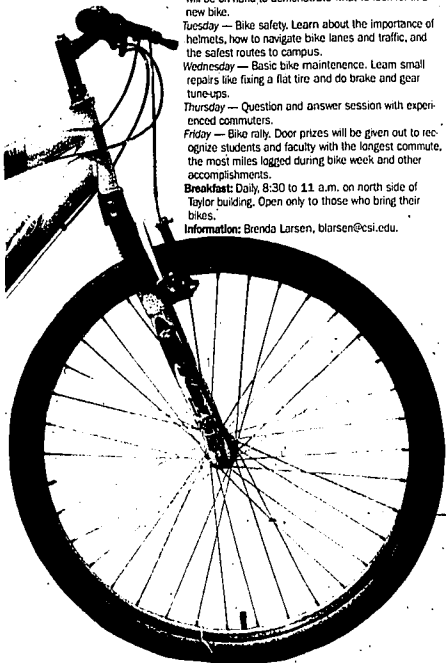 new bike.
Tuesday — Bike safety. Learn about the importance of
helmets, how to navigate bike lanes and traffic, and
the safest routes to campus.
Wednesday — Basic bike maintenence. Learn small
repairs like fixing a flat tire and do brake and gear
tune-ups.
Thursday — Question and answer session with experi-
enced commuters.
Friday — Bike rally. Door prizes will be given out to rec-
ognize students and faculty with the longest commute,
the most miles logged during bike week and other
accomplishments.
Breakfast: Daily, 8:30 to 11 a.m. on north side of
Taylor building. Open only to those who bring their
bikes.
Information: Brenda Larsen, blarsen@csi.edu.